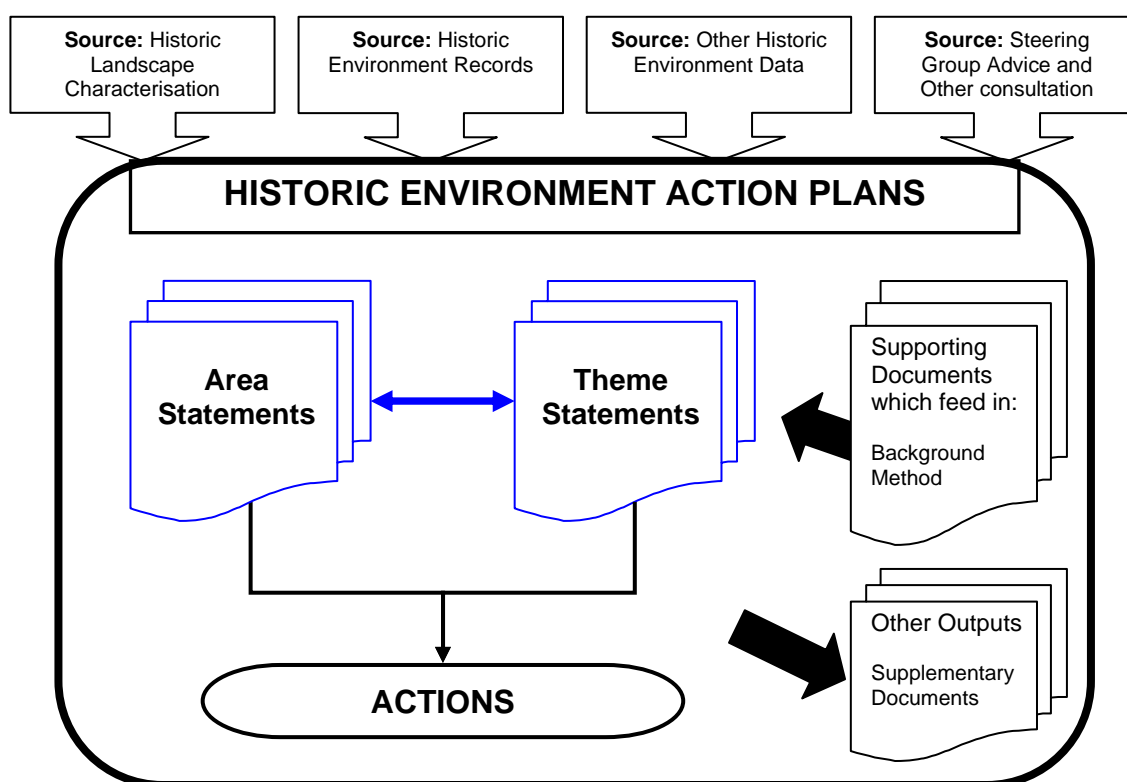 Source: Historic
Landscape
Characterisation
Source: Historic
Environment Records
Source: Other Historic
Environment Data
Source: Steering
Group Advice and
Other consultation
HISTORIC ENVIRONMENT ACTION PLANS
Area
Statements
Theme
Statements
Supporting
Documents
which feed in:
Background
Method
Other Outputs
Supplementary
Documents
ACTIONS